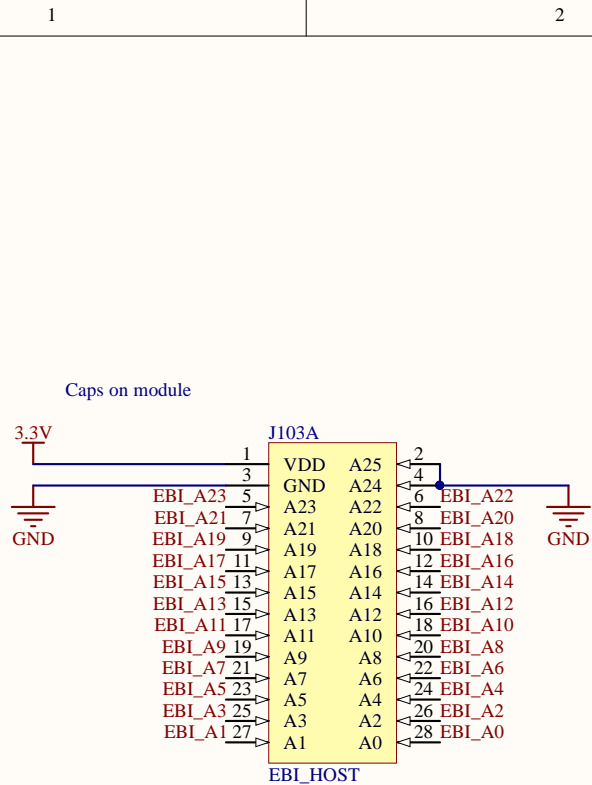 1 2
Caps on module
3.3V J103A
1 VDD A25 2
3 GND A24 4
EBI_A23 5 A23 A22 6 EBI_A22
GND GND
EBI_A21 7 A21 A20 8 EBI_A20
EBI_A19 9 A19 A18 10 EBI_A18
EBI_A17 11 A17 A16 12 EBI_A16
EBI_A15 13 A15 A14 14 EBI_A14
EBI_A13 15 A13 A12 16 EBI_A12
EBI_A11 17 A11 A10 18 EBI_A10
EBI_A9 19 A9 A8 20 EBI_A8
EBI_A7 21 A7 A6 22 EBI_A6
EBI_A5 23 A5 A4 24 EBI_A4
EBI_A3 25 A3 A2 26 EBI_A2
EBI_A1 27 A1 A0 28 EBI_A0
EBI_HOST